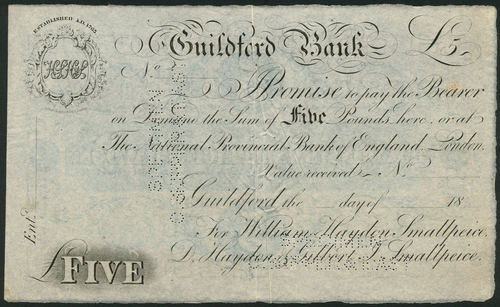 ESTABLISHED A.D. 1765.
Guildford Bank £5,
No
Promise to pay the Bearer
on Demand the Sum of Five Pounds, here, or at
The National Provincial Bank of England, London.
Value received No
Guildford the day of 18
For William Haydon Smallpeice,
D. Haydon & Gilbert J. Smallpeice.
Entd
£ FIVE
SPECIMEN